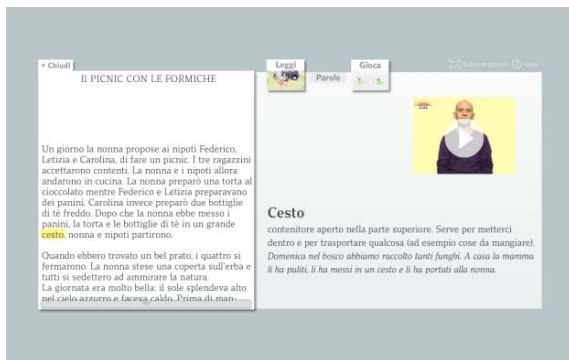 Chiudi
Il PICNIC CON LE FORMICHE
Un giorno la nonna propose ai nipoti Federico,
Letizia e Carolina, di fare un picnic. I tre ragazzini
accettarono contenti. La nonna e i nipoti allora
andarono in cucina. La nonna preparò una torta al
cioccolato mentre Federico e Letizia preparavano
dei panini. Carolina invece preparò due bottiglie
di tè freddo. Dopo che la nonna ebbe messo i
panini, la torta e le bottiglie di tè in un grande
cesto, nonna e nipoti partirono.
Quando ebbero trovato un bel prato, i quattro si
fermarono. La nonna stese una coperta sull'erba e
tutti si sedettero ad ammirare la natura.
La giornata era molto bella: il sole splendeva alto
nel cielo azzurro e faceva caldo. Prima di man-
Leggi
Parole
Gioca
Schermo piccolo
Aiuto
Cesto
contenitore aperto nella parte superiore. Serve per metterci
dentro e per trasportare qualcosa (ad esempio cose da mangiare).
Domenica nel bosco abbiamo raccolto tanti funghi. A casa la mamma
li ha puliti, li ha messi in un cesto e li ha portati alla nonna.